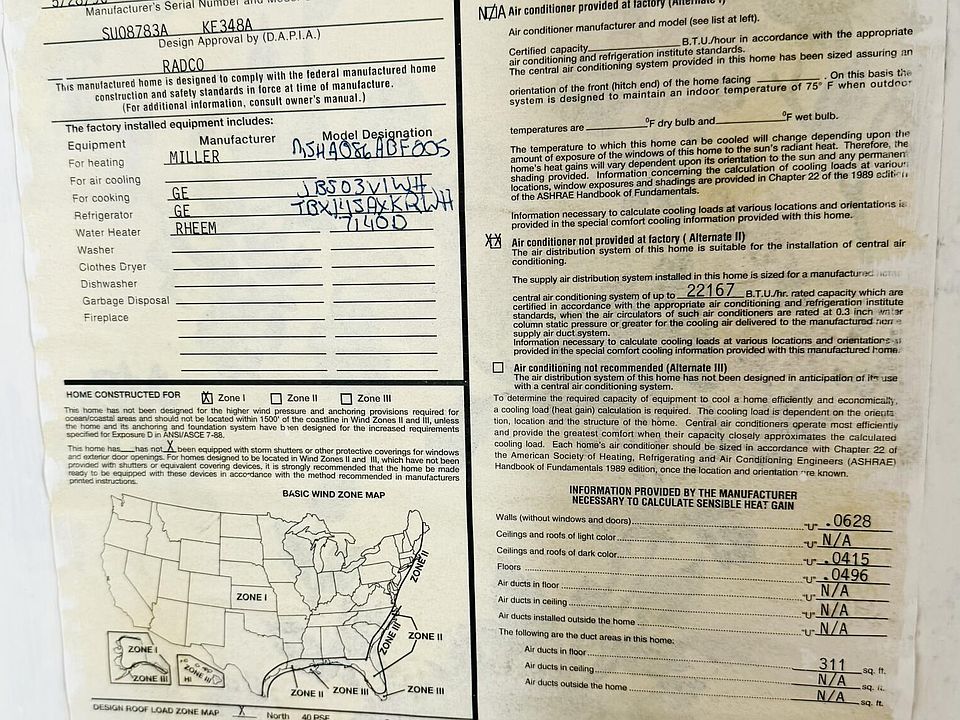 Manufacturer's Serial Number and Model
SU08783A KE348A
Design Approval by (D.A.P.I.A.)
RADCO
This manufactured home is designed to comply with the federal manufactured home
construction and safety standards in force at time of manufacture.
(For additional information, consult owner's manual.)
The factory installed equipment includes:
Equipment Manufacturer Model Designation
For heating MILLER
For air cooling
For cooking GE JBS03V1WH
Refrigerator GE
Water Heater RHEEM 7140D
Washer
Clothes Dryer
Dishwasher
Garbage Disposal
Fireplace
HOME CONSTRUCTED FOR X Zone I Zone II Zone III
This home has not been designed for the higher wind pressure and anchoring provisions required for
ocean/coastal areas and should not be located within 1500' of the coastline in Wind Zones II and III, unless
the home and its anchoring and foundation system have been designed for the increased requirements
specified for Exposure D in ANSI/ASCE 7-88.
This home has___has not X been equipped with storm shutters or other protective coverings for windows
and exterior door openings. For homes designed to be located in Wind Zones II and III, which have not been
provided with shutters or equivalent covering devices, it is strongly recommended that the home be made
ready to be equipped with these devices in accordance with the method recommended in manufacturers
printed instructions.
BASIC WIND ZONE MAP
ZONE II
ZONE I
ZONE III
ZONE II
ZONE I
ZONE III
ZONE III
HI
ZONE II ZONE III ZONE III
DESIGN ROOF LOAD ZONE MAP X North 40 PSF
N/A Air conditioner provided at factory (Alternate I)
Air conditioner manufacturer and model (see list at left).
Certified capacity B.T.U./hour in accordance with the appropriate
air conditioning and refrigeration institute standards.
The central air conditioning system provided in this home has been sized assuring an
orientation of the front (hitch end) of the home facing . On this basis the
system is designed to maintain an indoor temperature of 75° F when outdoor
temperatures are °F dry bulb and °F wet bulb.
The temperature to which this home can be cooled will change depending upon the
amount of exposure of the windows of this home to the sun's radiant heat. Therefore, the
home's heat gains will vary dependent upon its orientation to the sun and any permanent
shading provided. Information concerning the calculation of cooling loads at various
locations, window exposures and shadings are provided in Chapter 22 of the 1989 edition
of the ASHRAE Handbook of Fundamentals.
Information necessary to calculate cooling loads at various locations and orientations is
provided in the special comfort cooling information provided with this home.
XX Air conditioner not provided at factory ( Alternate II)
The air distribution system of this home is suitable for the installation of central air
conditioning.
The supply air distribution system installed in this home is sized for a manufactured home
central air conditioning system of up to 22167 B.T.U./hr. rated capacity which are
certified in accordance with the appropriate air conditioning and refrigeration institute
standards, when the air circulators of such air conditioners are rated at 0.3 inch water
column static pressure or greater for the cooling air delivered to the manufactured home
supply air duct system.
Information necessary to calculate cooling loads at various locations and orientations is
provided in the special comfort cooling information provided with this manufactured home.
Air conditioning not recommended (Alternate III)
The air distribution system of this home has not been designed in anticipation of its use
with a central air conditioning system.
To determine the required capacity of equipment to cool a home efficiently and economically,
a cooling load (heat gain) calculation is required. The cooling load is dependent on the orienta
tion, location and the structure of the home. Central air conditioners operate most efficiently
and provide the greatest comfort when their capacity closely approximates the calculated
cooling load. Each home's air conditioner should be sized in accordance with Chapter 22 of
the American Society of Heating, Refrigerating and Air Conditioning Engineers (ASHRAE)
Handbook of Fundamentals 1989 edition, once the location and orientation are known.
INFORMATION PROVIDED BY THE MANUFACTURER
NECESSARY TO CALCULATE SENSIBLE HEAT GAIN
Walls (without windows and doors) "U" .0628
Ceilings and roofs of light color "U" N/A
Ceilings and roofs of dark color "U" .0415
Floors "U" .0496
Air ducts in floor "U" N/A
Air ducts in ceiling "U" N/A
Air ducts installed outside the home "U" N/A
The following are the duct areas in this home:
Air ducts in floor 311 sq. ft.
Air ducts in ceiling N/A sq. ft.
Air ducts outside the home N/A sq. ft.